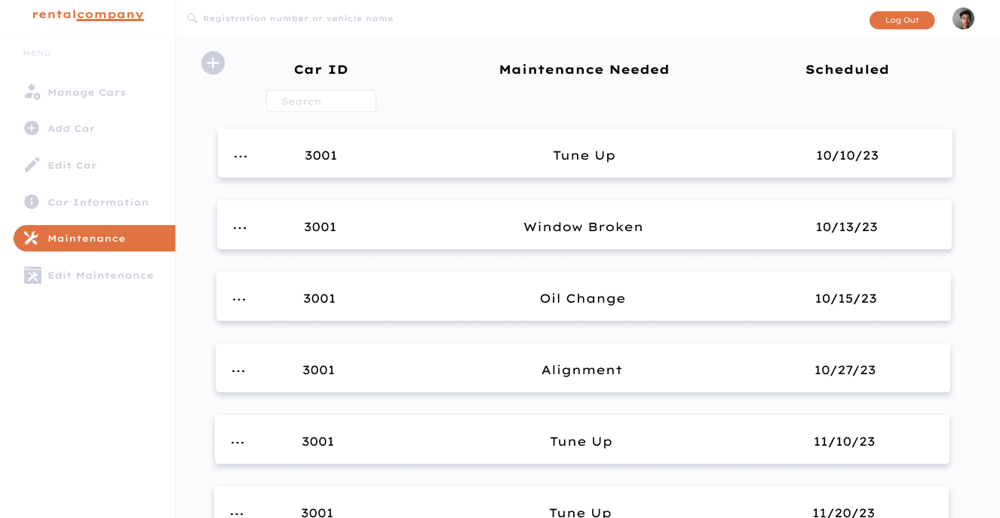 rentalcompany
Registration number or vehicle name
Log Out
MENU
Manage Cars
Add Car
Edit Car
Car Information
Maintenance
Edit Maintenance
Car ID Maintenance Needed Scheduled
Search
... 3001 Tune Up 10/10/23
... 3001 Window Broken 10/13/23
... 3001 Oil Change 10/15/23
... 3001 Alignment 10/27/23
... 3001 Tune Up 11/10/23
... 3001 Tune Up 11/20/23